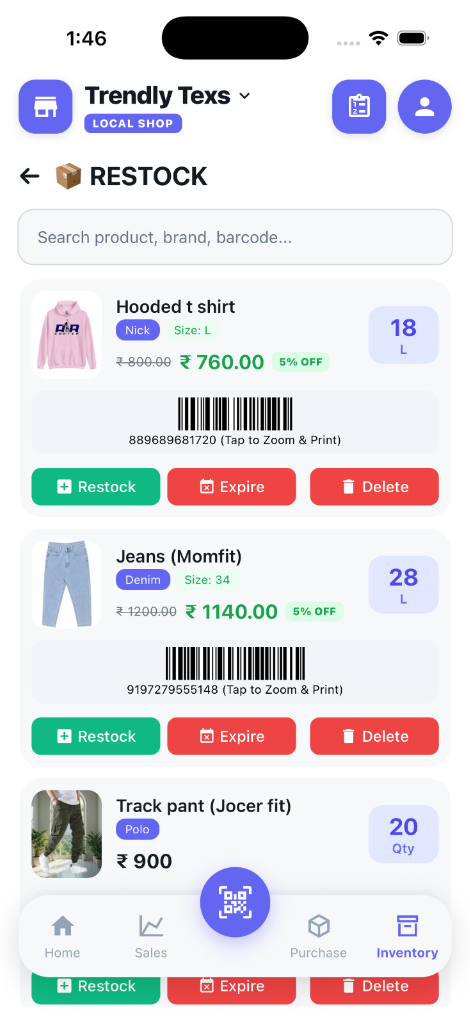 1:46
Trendly Texs
LOCAL SHOP
📦 RESTOCK
Search product, brand, barcode...
Hooded t shirt
Nick Size: L
₹ 800.00 ₹ 760.00 5% OFF
18
L
889689681720 (Tap to Zoom & Print)
Restock Expire Delete
Jeans (Momfit)
Denim Size: 34
₹ 1200.00 ₹ 1140.00 5% OFF
28
L
9197279555148 (Tap to Zoom & Print)
Restock Expire Delete
Track pant (Jocer fit)
Polo
₹ 900
20
Qty
Home Sales Purchase Inventory
Restock Expire Delete